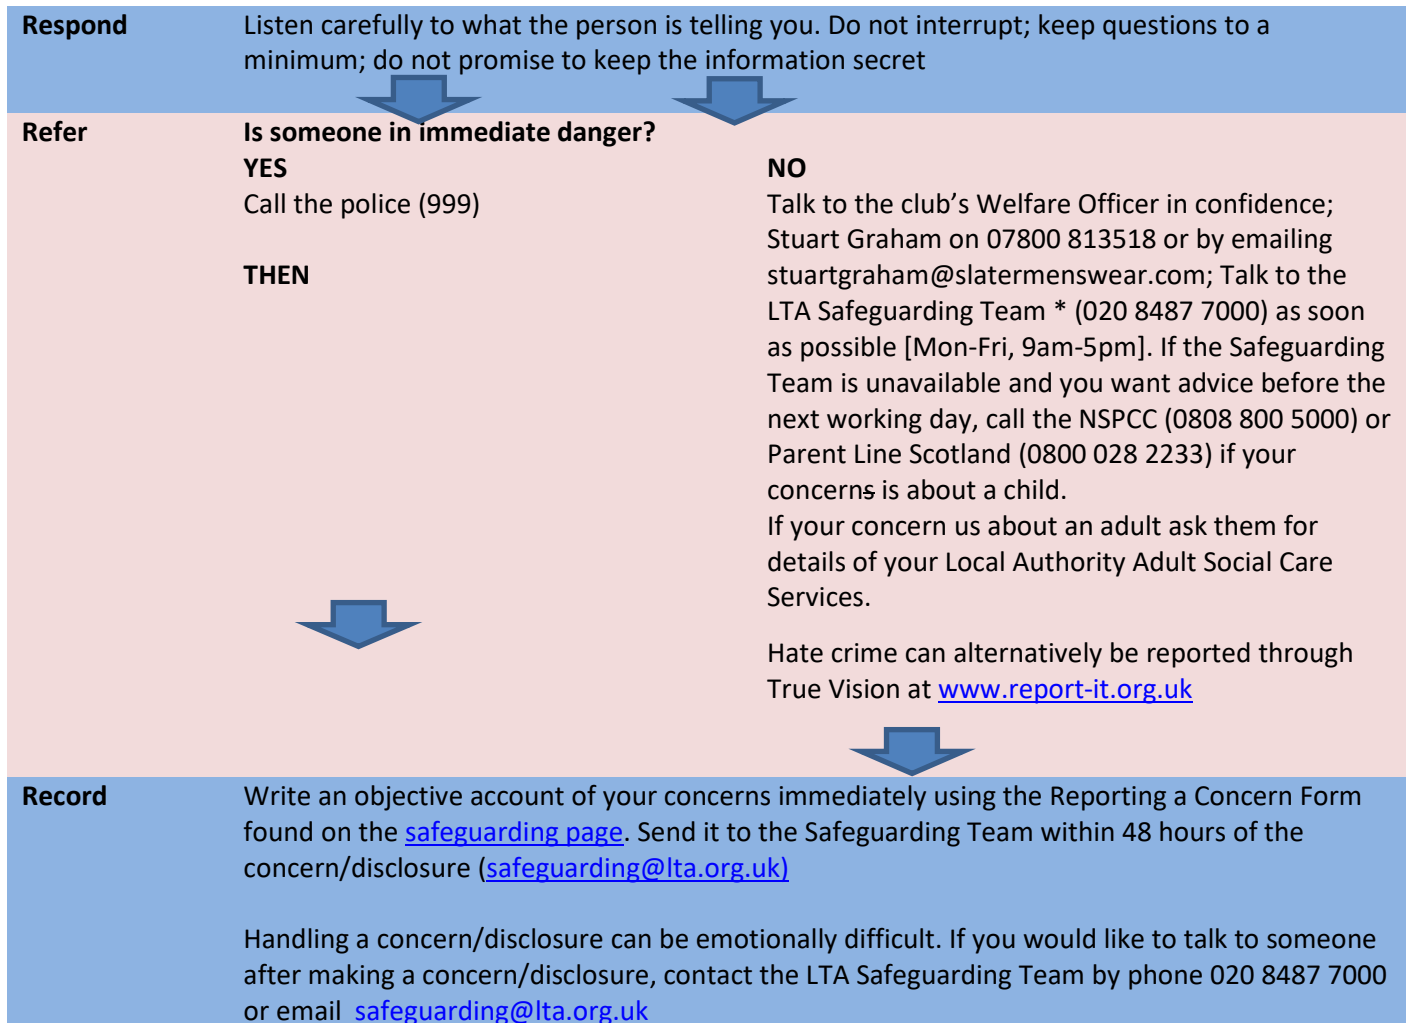 Respond
Listen carefully to what the person is telling you. Do not interrupt; keep questions to a
minimum; do not promise to keep the information secret
Refer
Is someone in immediate danger?
YES
Call the police (999)
THEN
NO
Talk to the club’s Welfare Officer in confidence;
Stuart Graham on 07800 813518 or by emailing
stuartgraham@slatermenswear.com; Talk to the
LTA Safeguarding Team * (020 8487 7000) as soon
as possible [Mon-Fri, 9am-5pm]. If the Safeguarding
Team is unavailable and you want advice before the
next working day, call the NSPCC (0808 800 5000) or
Parent Line Scotland (0800 028 2233) if your
concerns is about a child.
If your concern us about an adult ask them for
details of your Local Authority Adult Social Care
Services.
Hate crime can alternatively be reported through
True Vision at www.report-it.org.uk
Record
Write an objective account of your concerns immediately using the Reporting a Concern Form
found on the safeguarding page. Send it to the Safeguarding Team within 48 hours of the
concern/disclosure (safeguarding@lta.org.uk)
Handling a concern/disclosure can be emotionally difficult. If you would like to talk to someone
after making a concern/disclosure, contact the LTA Safeguarding Team by phone 020 8487 7000
or email safeguarding@lta.org.uk